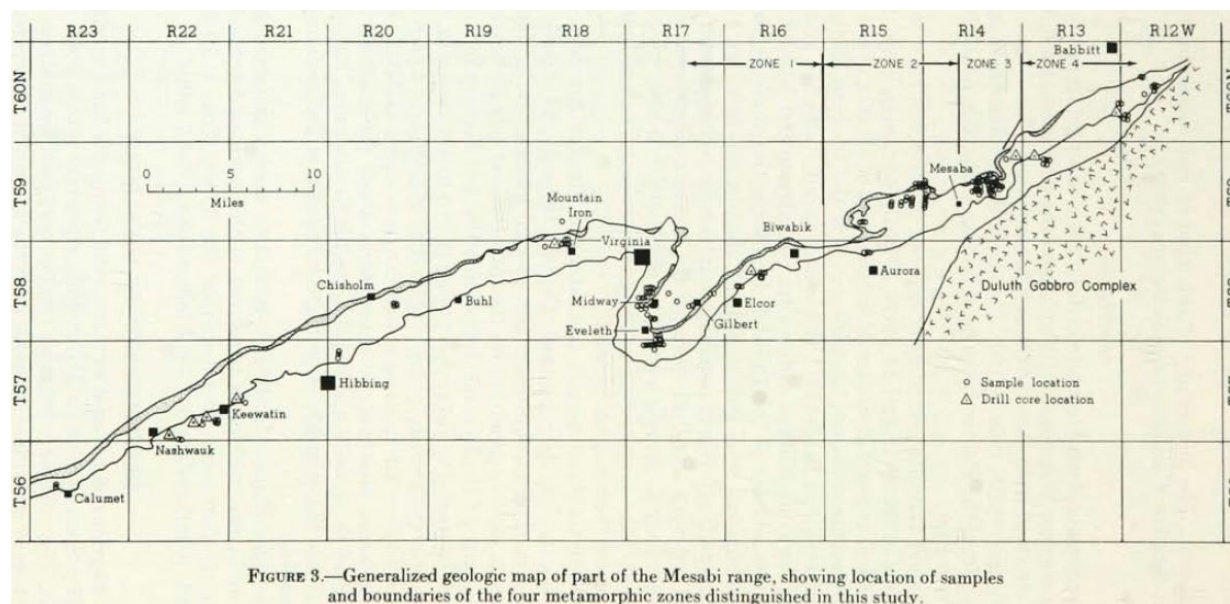 R23 R22 R21 R20 R19 R18 R17 R16 R15 R14 R13 R12W
Babbitt
ZONE 1 ZONE 2 ZONE 3 ZONE 4
T60N
0 5 10
Miles
T59
Mesaba
Mountain
Iron
Virginia
Biwabik
T58
Chisholm
Buhl
Midway
Elcor
Aurora
Gilbert
Eveleth
Duluth Gabbro Complex
T57
Hibbing
Sample location
Drill core location
Keewatin
Nashwauk
T56
Calumet
FIGURE 3.—Generalized geologic map of part of the Mesabi range, showing location of samples
and boundaries of the four metamorphic zones distinguished in this study.